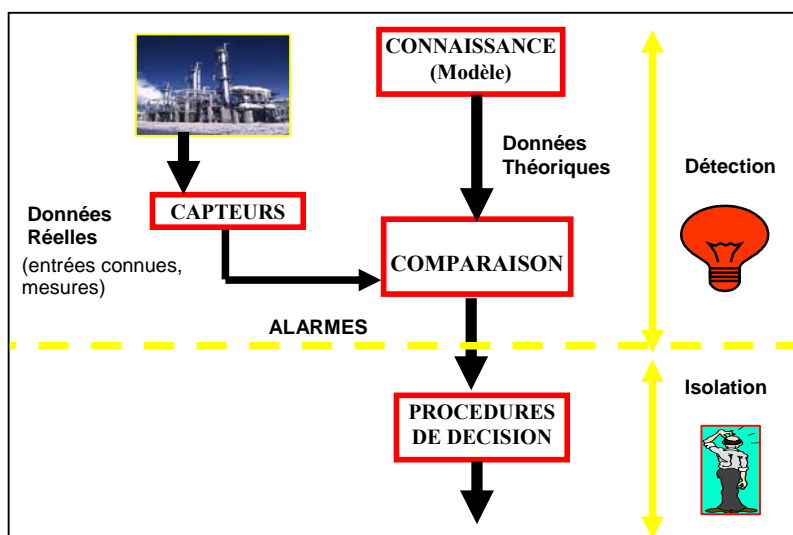 CONNAISSANCE
(Modèle)
Données
Théoriques
Détection
CAPTEURS
Données
Réelles
(entrées connues,
mesures)
COMPARAISON
ALARMES
Isolation
PROCEDURES
DE DECISION